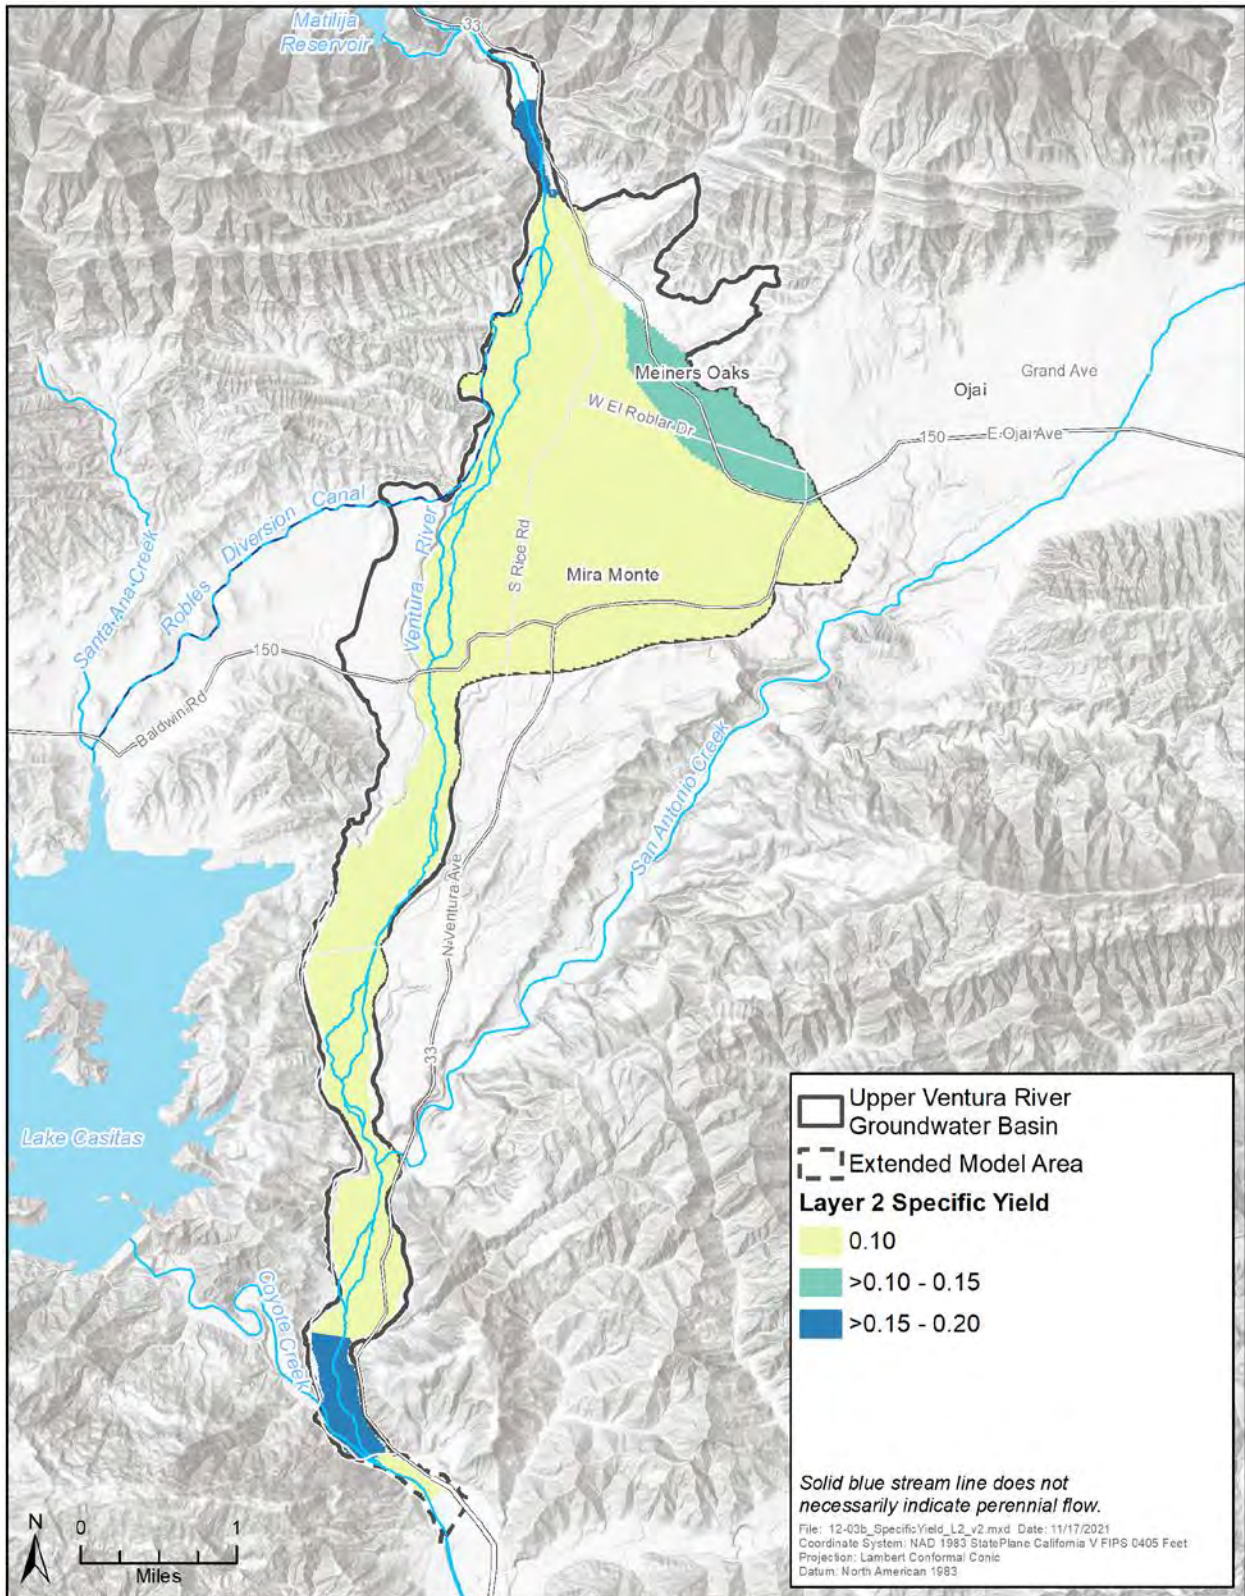 Matilija
Reservoir
33
Meiners Oaks
Ojai
Grand Ave
W El Roblar Dr
150
E Ojai Ave
Santa Ana Creek
Robles Diversion Canal
Ventura River
S Rice Rd
Mira Monte
150
Baldwin Rd
San Antonio Creek
N Ventura Ave
33
Lake Casitas
Coyote Creek
Upper Ventura River
Groundwater Basin
Extended Model Area
Layer 2 Specific Yield
0.10
>0.10 - 0.15
>0.15 - 0.20
Solid blue stream line does not
necessarily indicate perennial flow.
File: 12-03b_SpecificYield_L2_v2.mxd Date: 11/17/2021
Coordinate System: NAD 1983 StatePlane California V FIPS 0405 Feet
Projection: Lambert Conformal Conic
Datum: North American 1983
N
0 1
Miles